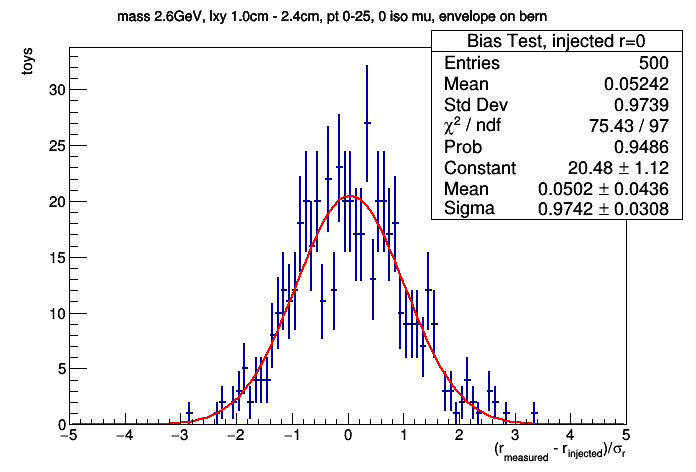 mass 2.6GeV, lxy 1.0cm - 2.4cm, pt 0-25, 0 iso mu, envelope on bern
Bias Test, injected r=0
Entries 500
Mean 0.05242
Std Dev 0.9739
χ² / ndf 75.43 / 97
Prob 0.9486
Constant 20.48 ± 1.12
Mean 0.0502 ± 0.0436
Sigma 0.9742 ± 0.0308
toys
30
25
20
15
10
5
0
−5 −4 −3 −2 −1 0 1 2 3 4 5
(r_measured - r_injected)/σ_r